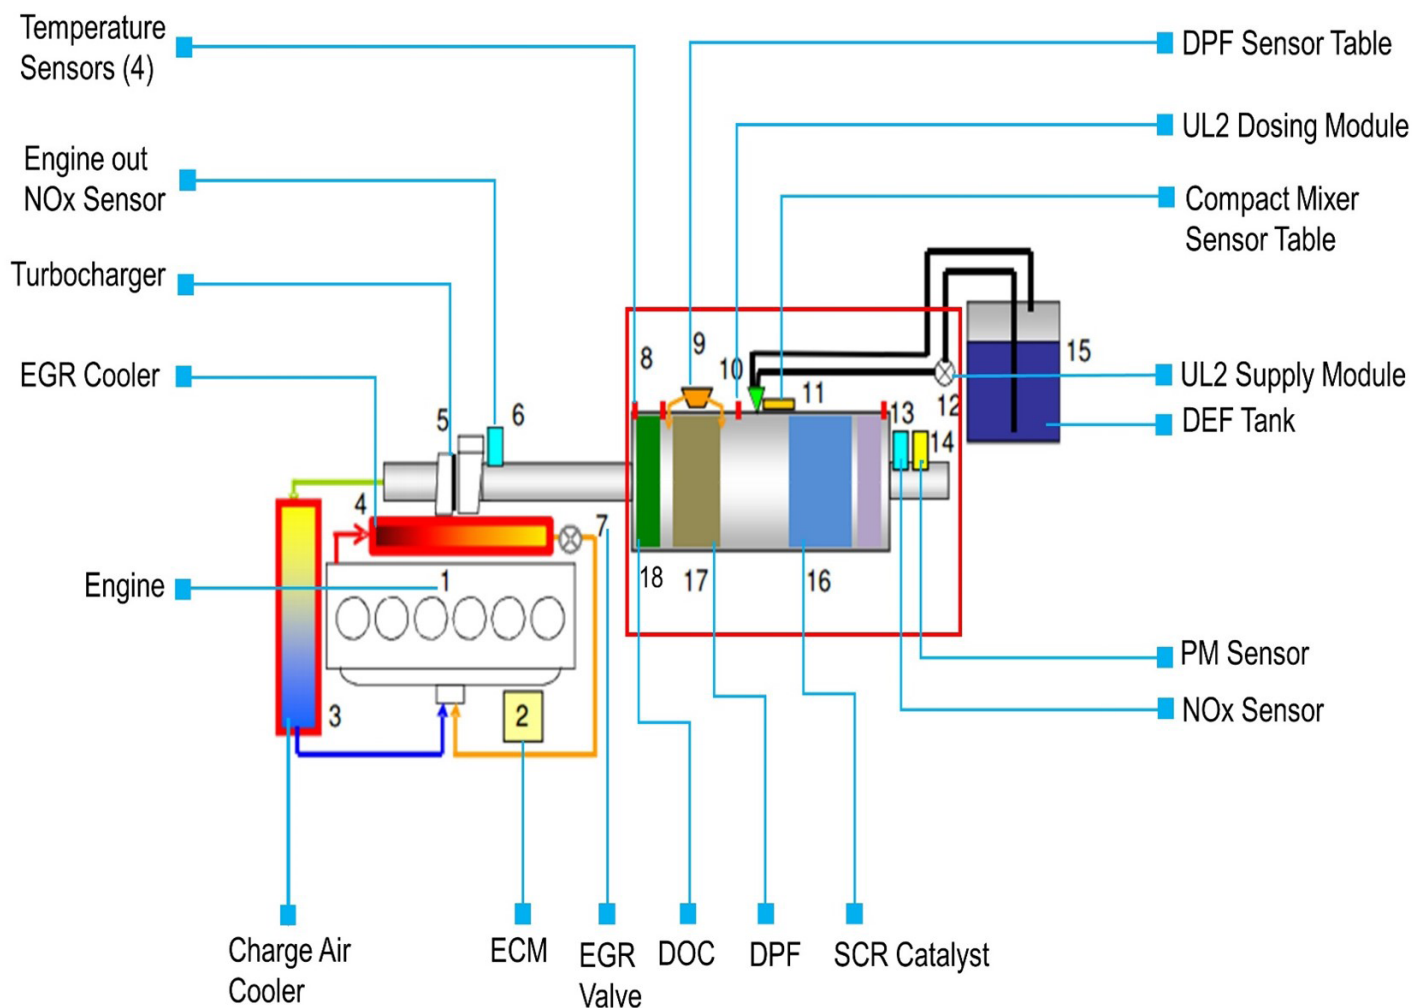 Temperature
Sensors (4)
DPF Sensor Table
UL2 Dosing Module
Engine out
NOx Sensor
Compact Mixer
Sensor Table
Turbocharger
EGR Cooler
UL2 Supply Module
DEF Tank
Engine
PM Sensor
NOx Sensor
8
9
10
11
12
13
14
15
5
6
4
7
1
18
17
16
3
2
Charge Air
Cooler
ECM
EGR
Valve
DOC
DPF
SCR Catalyst